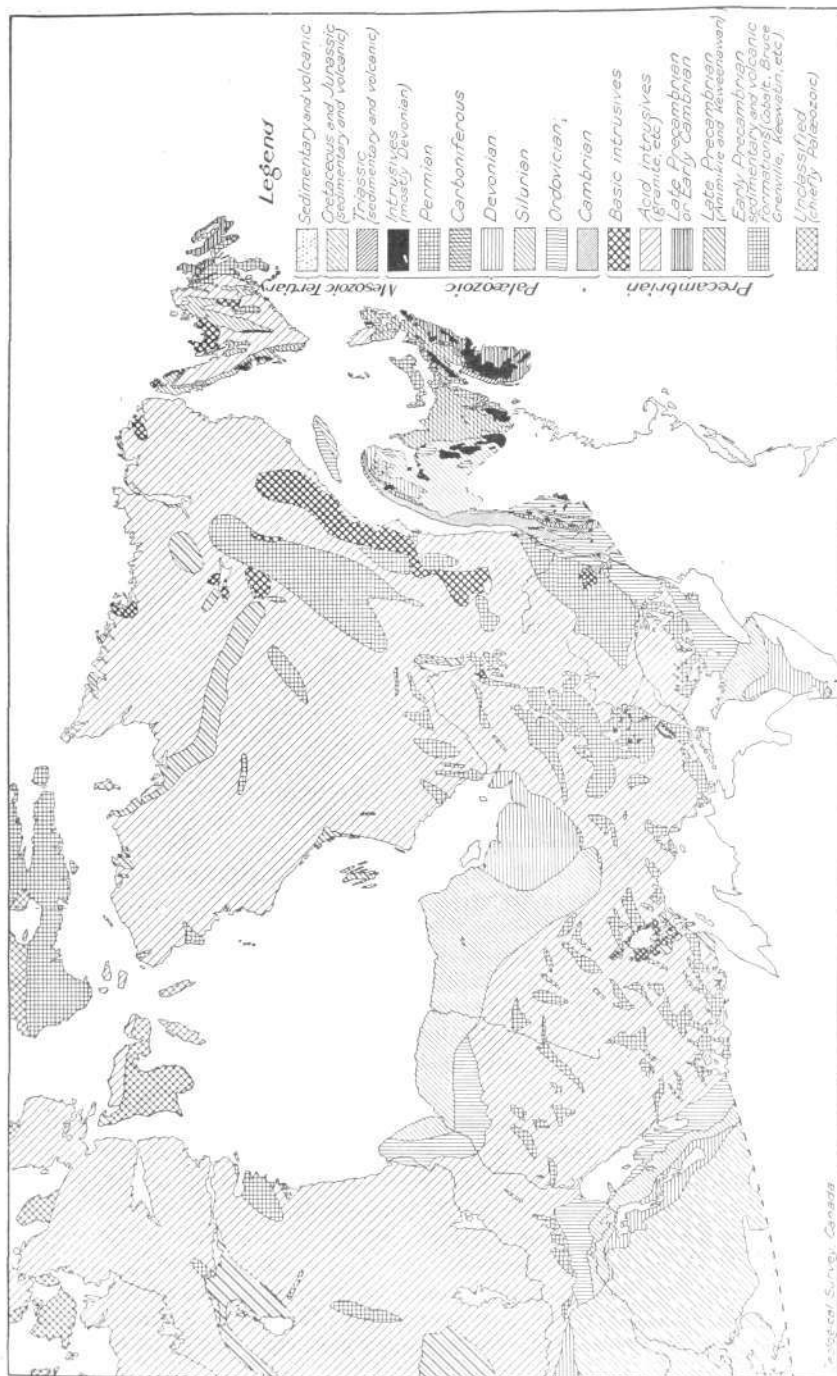 Legend
Tertiary
Sedimentary and volcanic
Mesozoic
Cretaceous and Jurassic
(sedimentary and volcanic)
Triassic
(sedimentary and volcanic)
Palæozoic
Intrusives
(mostly Devonian)
Permian
Carboniferous
Devonian
Silurian
Ordovician
Cambrian
Precambrian
Basic intrusives
Acid intrusives
(granite, etc)
Late Precambrian
or Early Cambrian
Late Precambrian
(Animikie and Keweenawan)
Early Precambrian
sedimentary and volcanic
formations (Cobalt, Bruce
Grenville, Keewatin, etc)
Unclassified
(chiefly Palæozoic)
Geological Survey, Canada